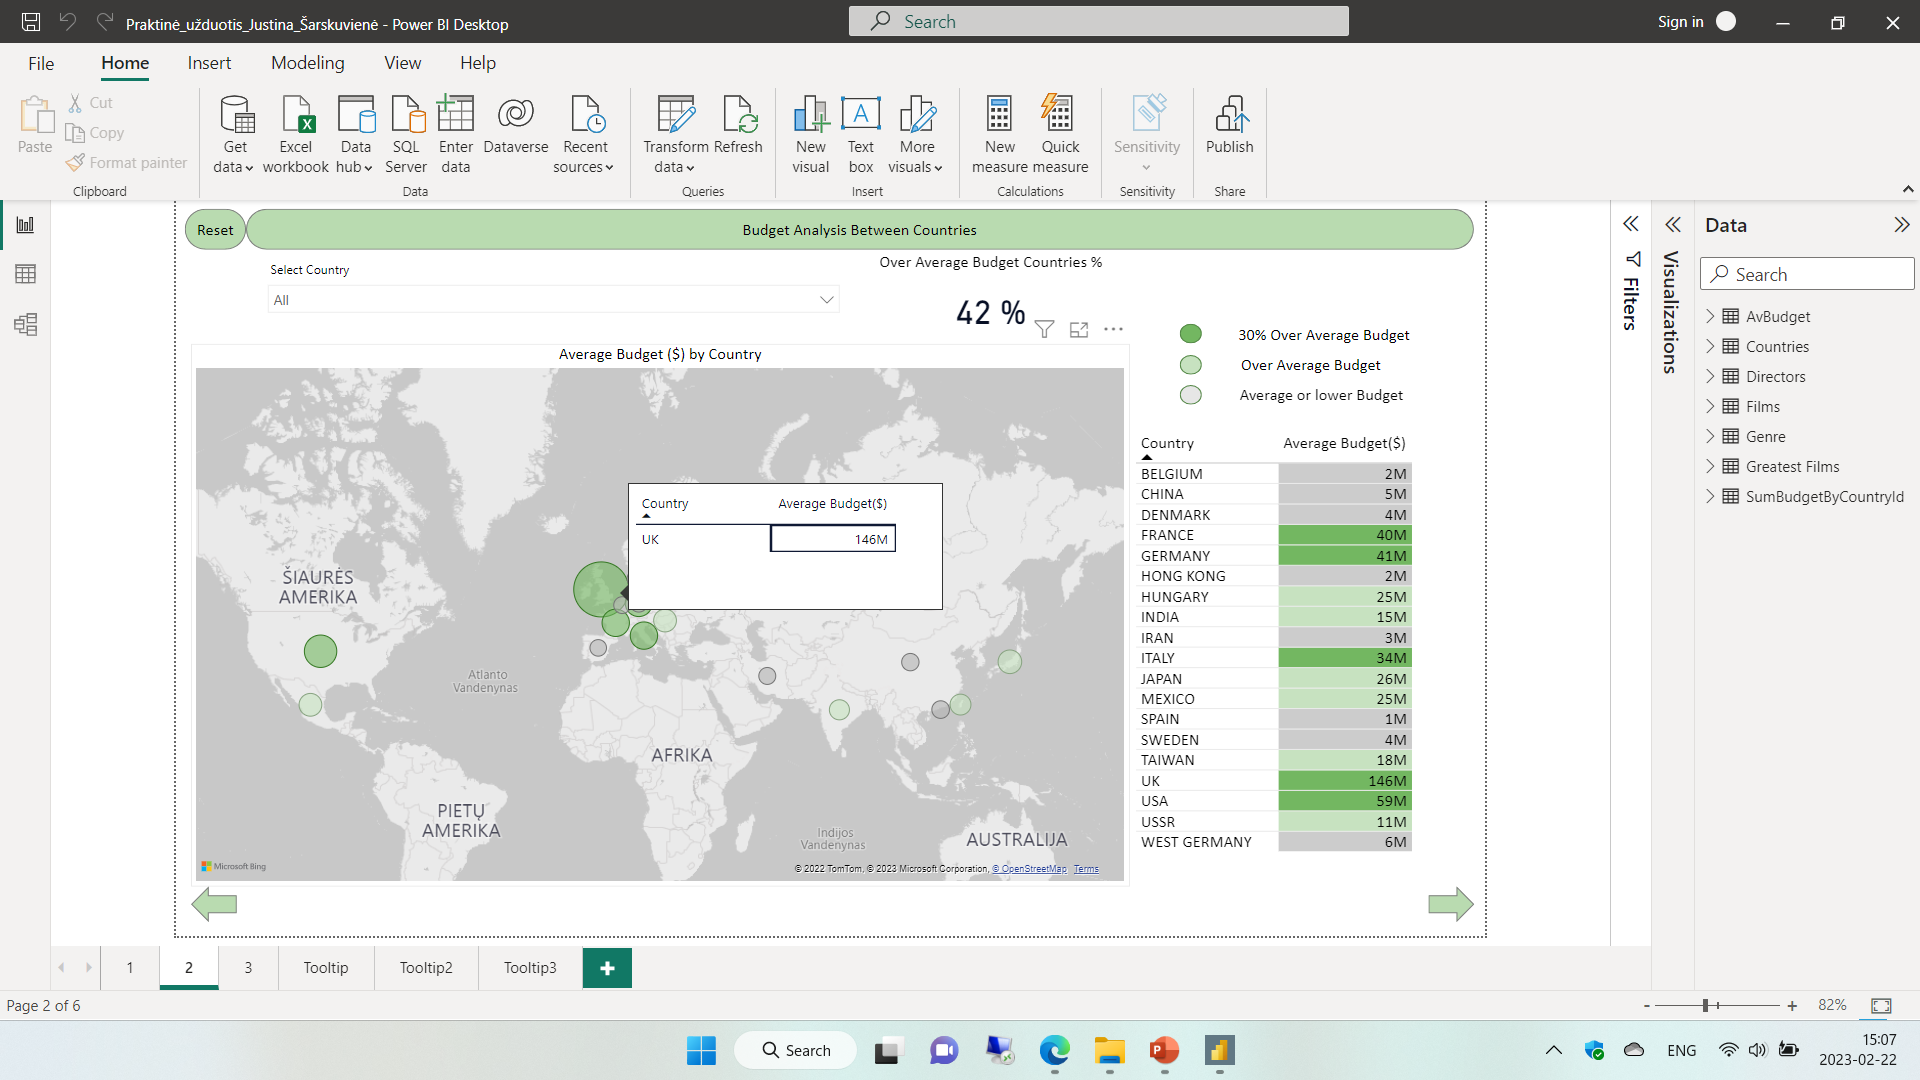 Praktinė_užduotis_Justina_Šarskuvienė - Power BI Desktop
Search
Sign in
File Home Insert Modeling View Help
Paste
Cut
Copy
Format painter
Clipboard
Get data
Excel workbook
Data hub
SQL Server
Enter data
Dataverse
Recent sources
Data
Transform data
Refresh
Queries
New visual
Text box
More visuals
Insert
New measure
Quick measure
Calculations
Sensitivity
Sensitivity
Publish
Share
Reset
Budget Analysis Between Countries
Select Country
All
Over Average Budget Countries %
42 %
30% Over Average Budget
Over Average Budget
Average or lower Budget
Average Budget ($) by Country
Country Average Budget($)
UK 146M
ŠIAURĖS
AMERIKA
Atlanto
Vandenynas
AFRIKA
PIETŲ
AMERIKA
Indijos
Vandenynas
AUSTRALIJA
Microsoft Bing
© 2022 TomTom, © 2023 Microsoft Corporation, © OpenStreetMap Terms
Country Average Budget($)
BELGIUM 2M
CHINA 5M
DENMARK 4M
FRANCE 40M
GERMANY 41M
HONG KONG 2M
HUNGARY 25M
INDIA 15M
IRAN 3M
ITALY 34M
JAPAN 26M
MEXICO 25M
SPAIN 1M
SWEDEN 4M
TAIWAN 18M
UK 146M
USA 59M
USSR 11M
WEST GERMANY 6M
Filters
Visualizations
Data
Search
AvBudget
Countries
Directors
Films
Genre
Greatest Films
SumBudgetByCountryId
1 2 3 Tooltip Tooltip2 Tooltip3
Page 2 of 6
- + 82%
Search
ENG
15:07
2023-02-22